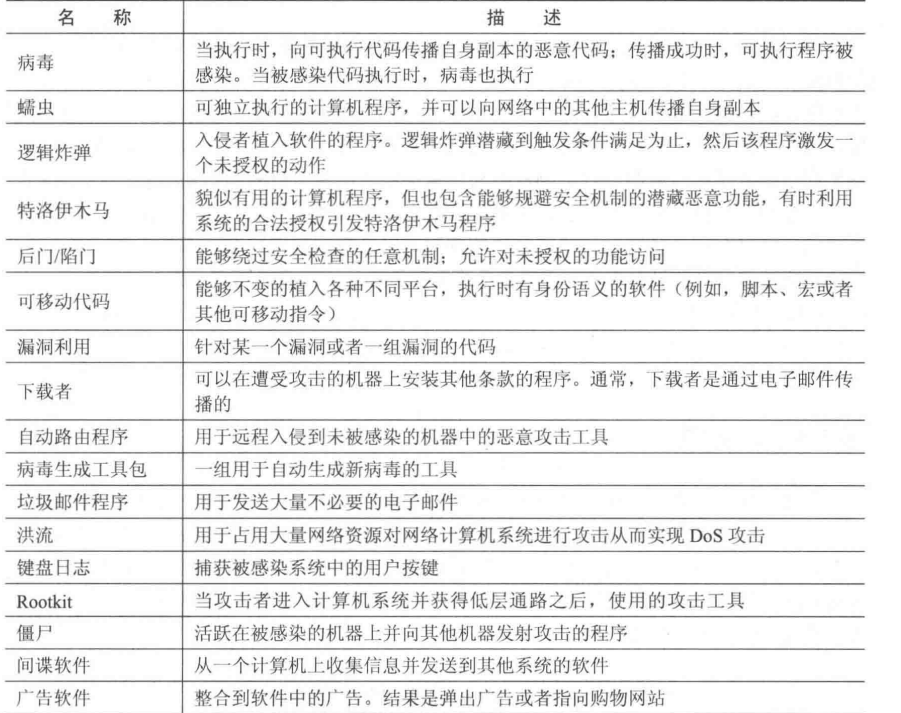 名 称 描 述
病毒 当执行时，向可执行代码传播自身副本的恶意代码；传播成功时，可执行程序被
感染。当被感染代码执行时，病毒也执行
蠕虫 可独立执行的计算机程序，并可以向网络中的其他主机传播自身副本
逻辑炸弹 入侵者植入软件的程序。逻辑炸弹潜藏到触发条件满足为止，然后该程序激发一
个未授权的动作
特洛伊木马 貌似有用的计算机程序，但也包含能够规避安全机制的潜藏恶意功能，有时利用
系统的合法授权引发特洛伊木马程序
后门/陷门 能够绕过安全检查的任意机制；允许对未授权的功能访问
可移动代码 能够不变的植入各种不同平台，执行时有身份语义的软件（例如，脚本、宏或者
其他可移动指令）
漏洞利用 针对某一个漏洞或者一组漏洞的代码
下载者 可以在遭受攻击的机器上安装其他条款的程序。通常，下载者是通过电子邮件传
播的
自动路由程序 用于远程入侵到未被感染的机器中的恶意攻击工具
病毒生成工具包 一组用于自动生成新病毒的工具
垃圾邮件程序 用于发送大量不必要的电子邮件
洪流 用于占用大量网络资源对网络计算机系统进行攻击从而实现 DoS 攻击
键盘日志 捕获被感染系统中的用户按键
Rootkit 当攻击者进入计算机系统并获得低层通路之后，使用的攻击工具
僵尸 活跃在被感染的机器上并向其他机器发射攻击的程序
间谍软件 从一个计算机上收集信息并发送到其他系统的软件
广告软件 整合到软件中的广告。结果是弹出广告或者指向购物网站